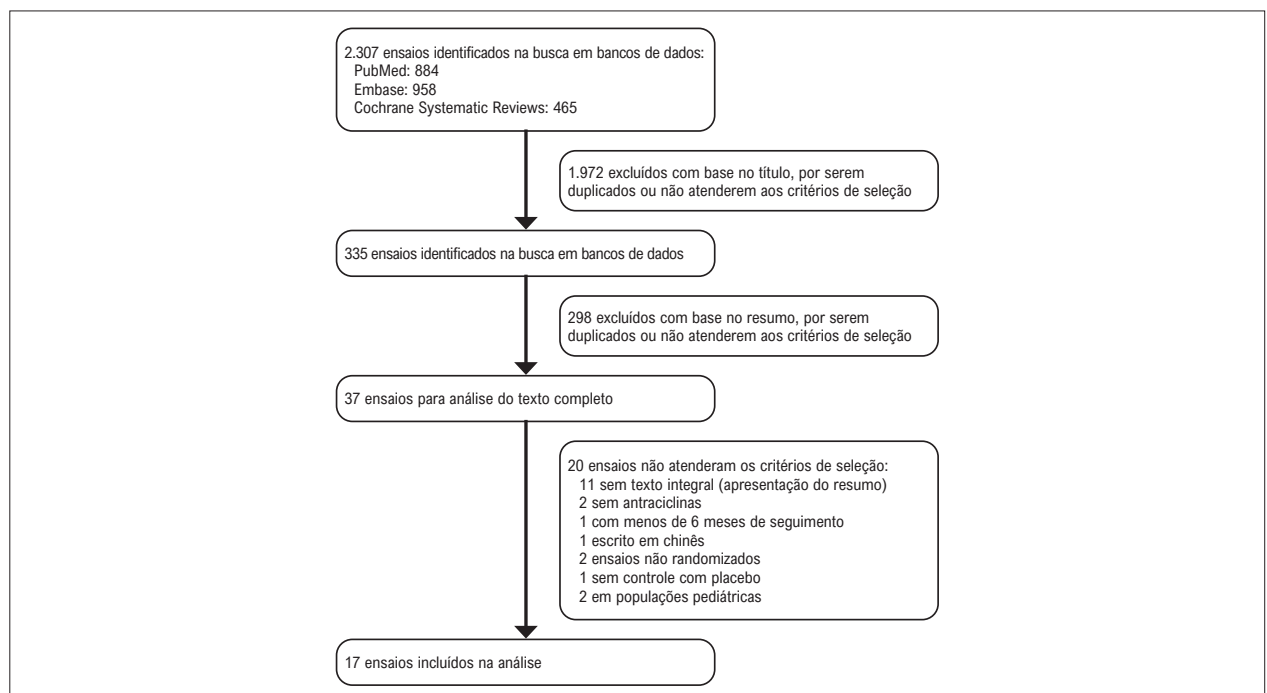 2.307 ensaios identificados na busca em bancos de dados:
PubMed: 884
Embase: 958
Cochrane Systematic Reviews: 465
1.972 excluídos com base no título, por serem
duplicados ou não atenderem aos critérios de seleção
335 ensaios identificados na busca em bancos de dados
298 excluídos com base no resumo, por serem
duplicados ou não atenderem aos critérios de seleção
37 ensaios para análise do texto completo
20 ensaios não atenderam os critérios de seleção:
11 sem texto integral (apresentação do resumo)
2 sem antraciclinas
1 com menos de 6 meses de seguimento
1 escrito em chinês
2 ensaios não randomizados
1 sem controle com placebo
2 em populações pediátricas
17 ensaios incluídos na análise